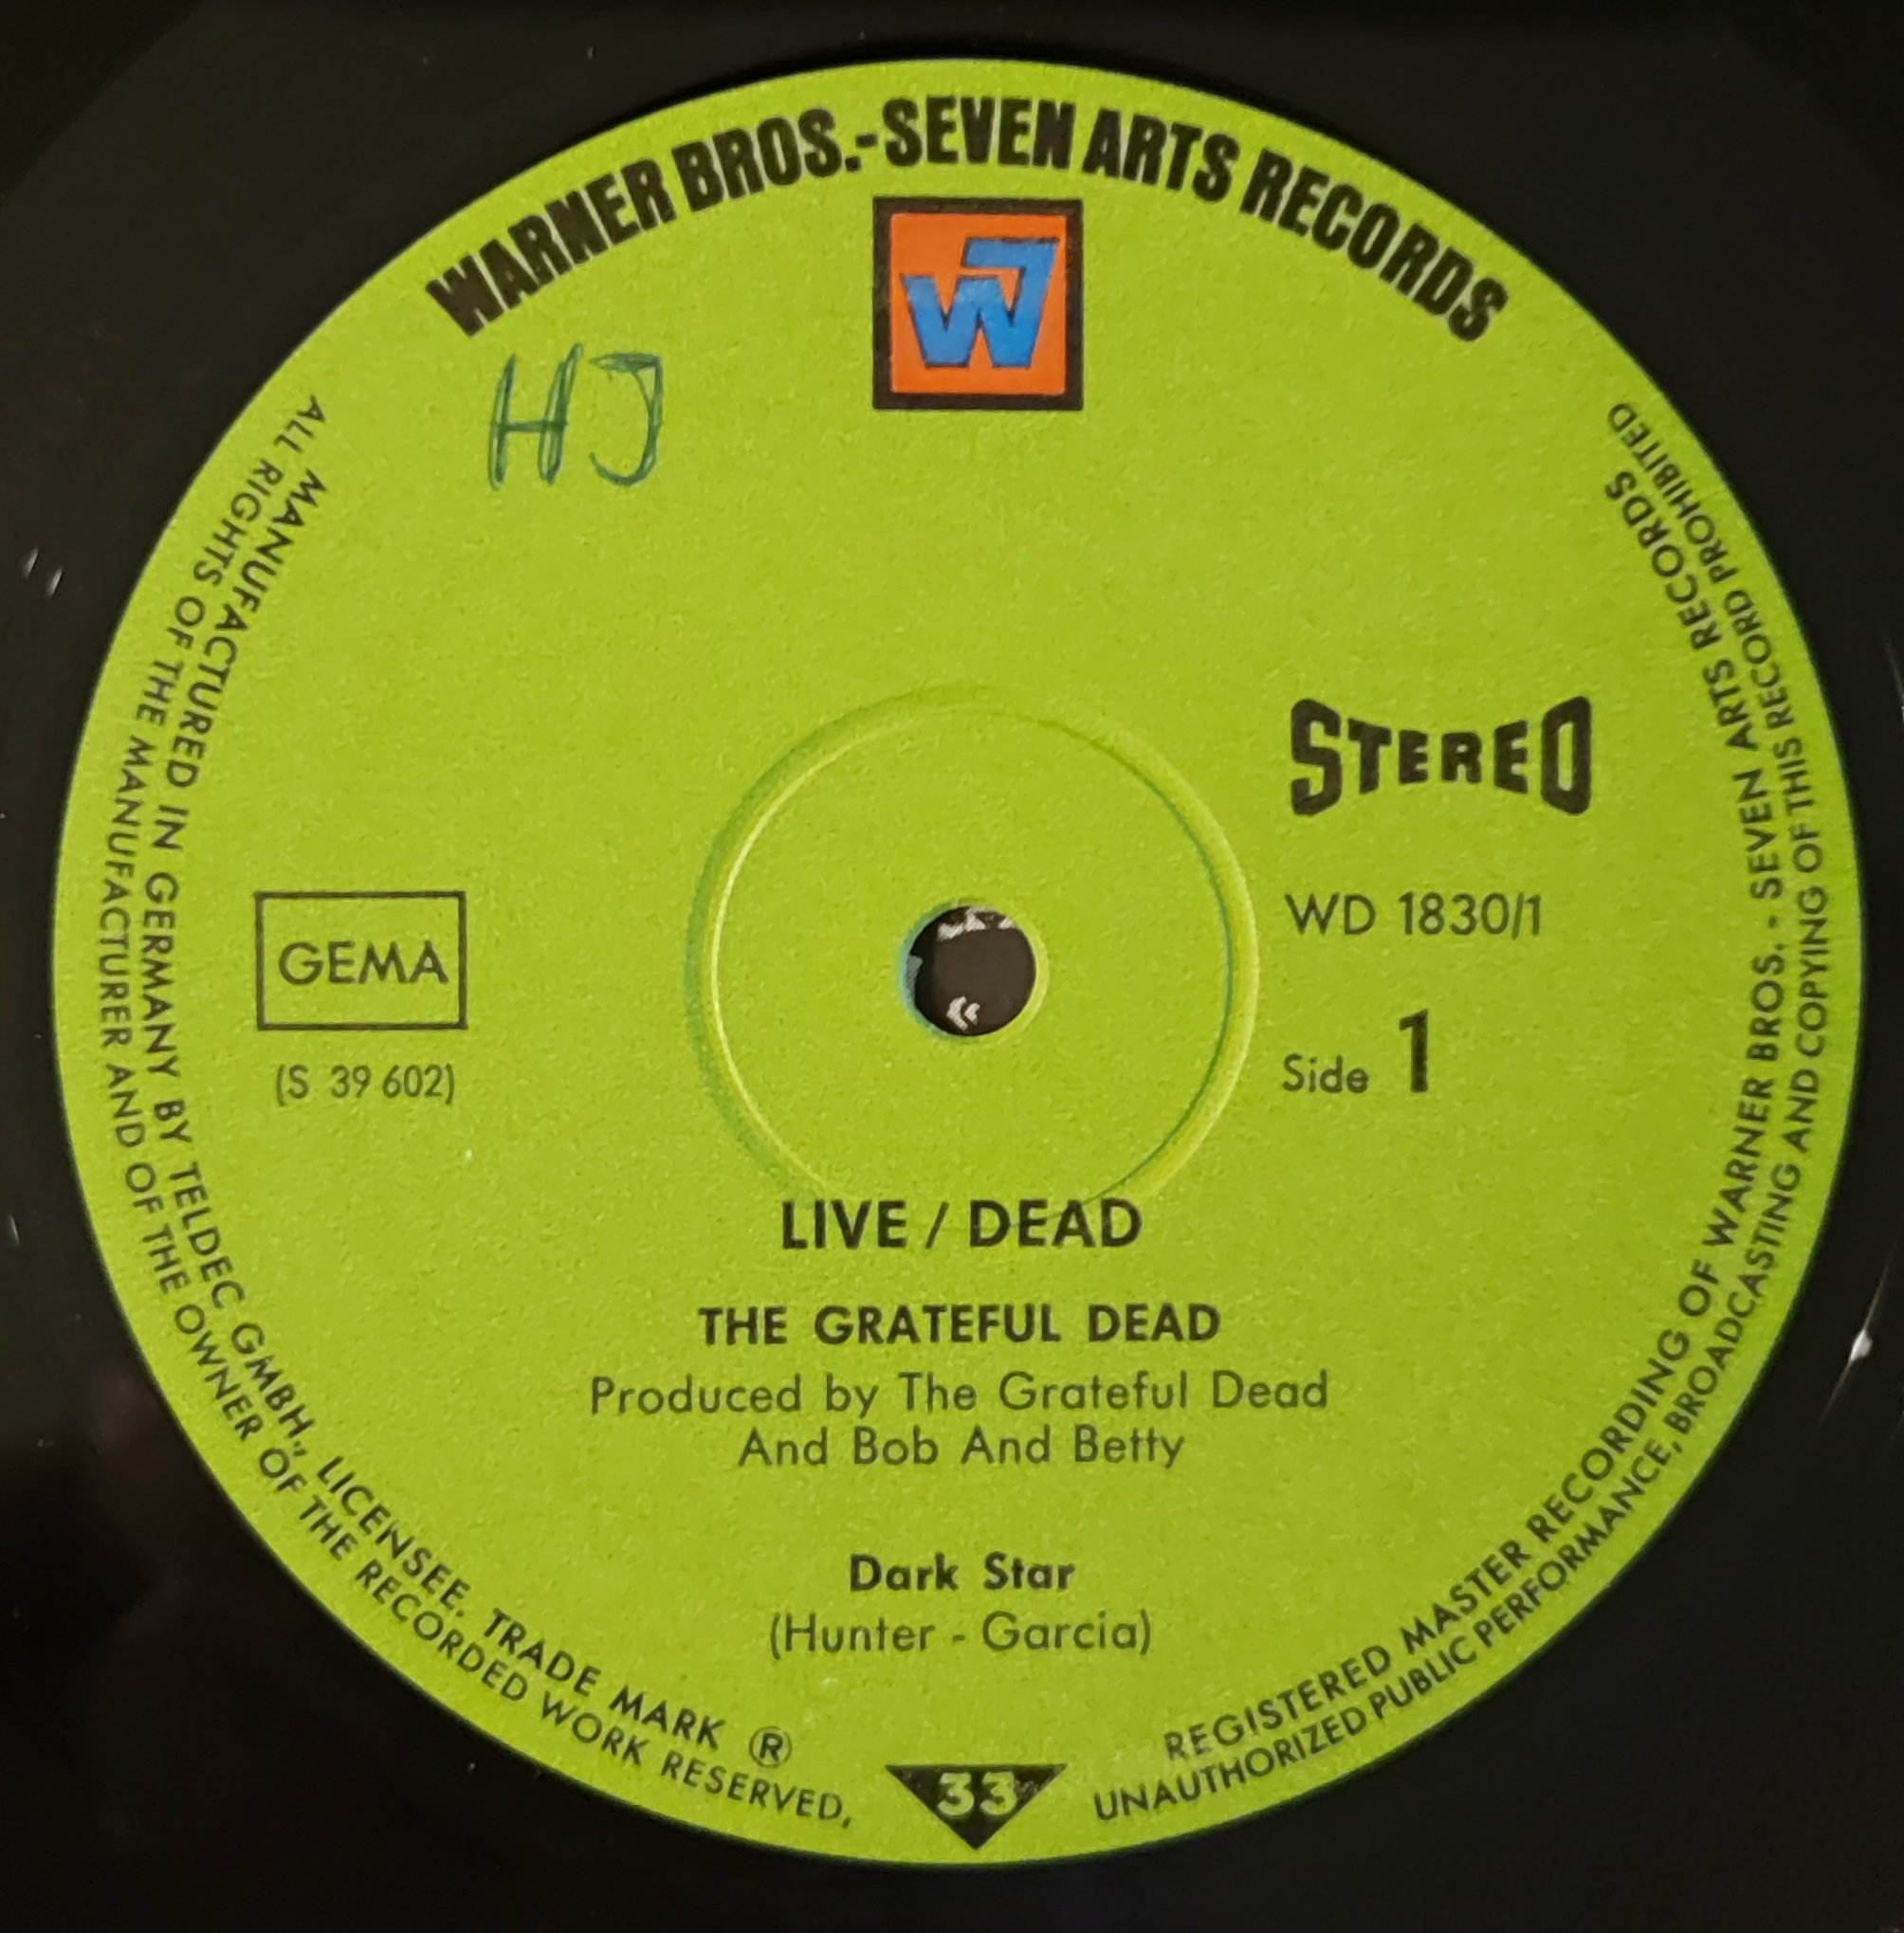 WARNER BROS.-SEVEN ARTS RECORDS
W7
HJ
STEREO
GEMA
(S 39 602)
WD 1830/1
Side 1
LIVE / DEAD
THE GRATEFUL DEAD
Produced by The Grateful Dead
And Bob And Betty
Dark Star
(Hunter - Garcia)
33
MANUFACTURED IN GERMANY BY TELDEC GMBH., LICENSEE. TRADE MARK ®
ALL RIGHTS OF THE MANUFACTURER AND OF THE OWNER OF THE RECORDED WORK RESERVED,
REGISTERED MASTER RECORDING OF WARNER BROS. - SEVEN ARTS RECORDS
UNAUTHORIZED PUBLIC PERFORMANCE, BROADCASTING AND COPYING OF THIS RECORD PROHIBITED